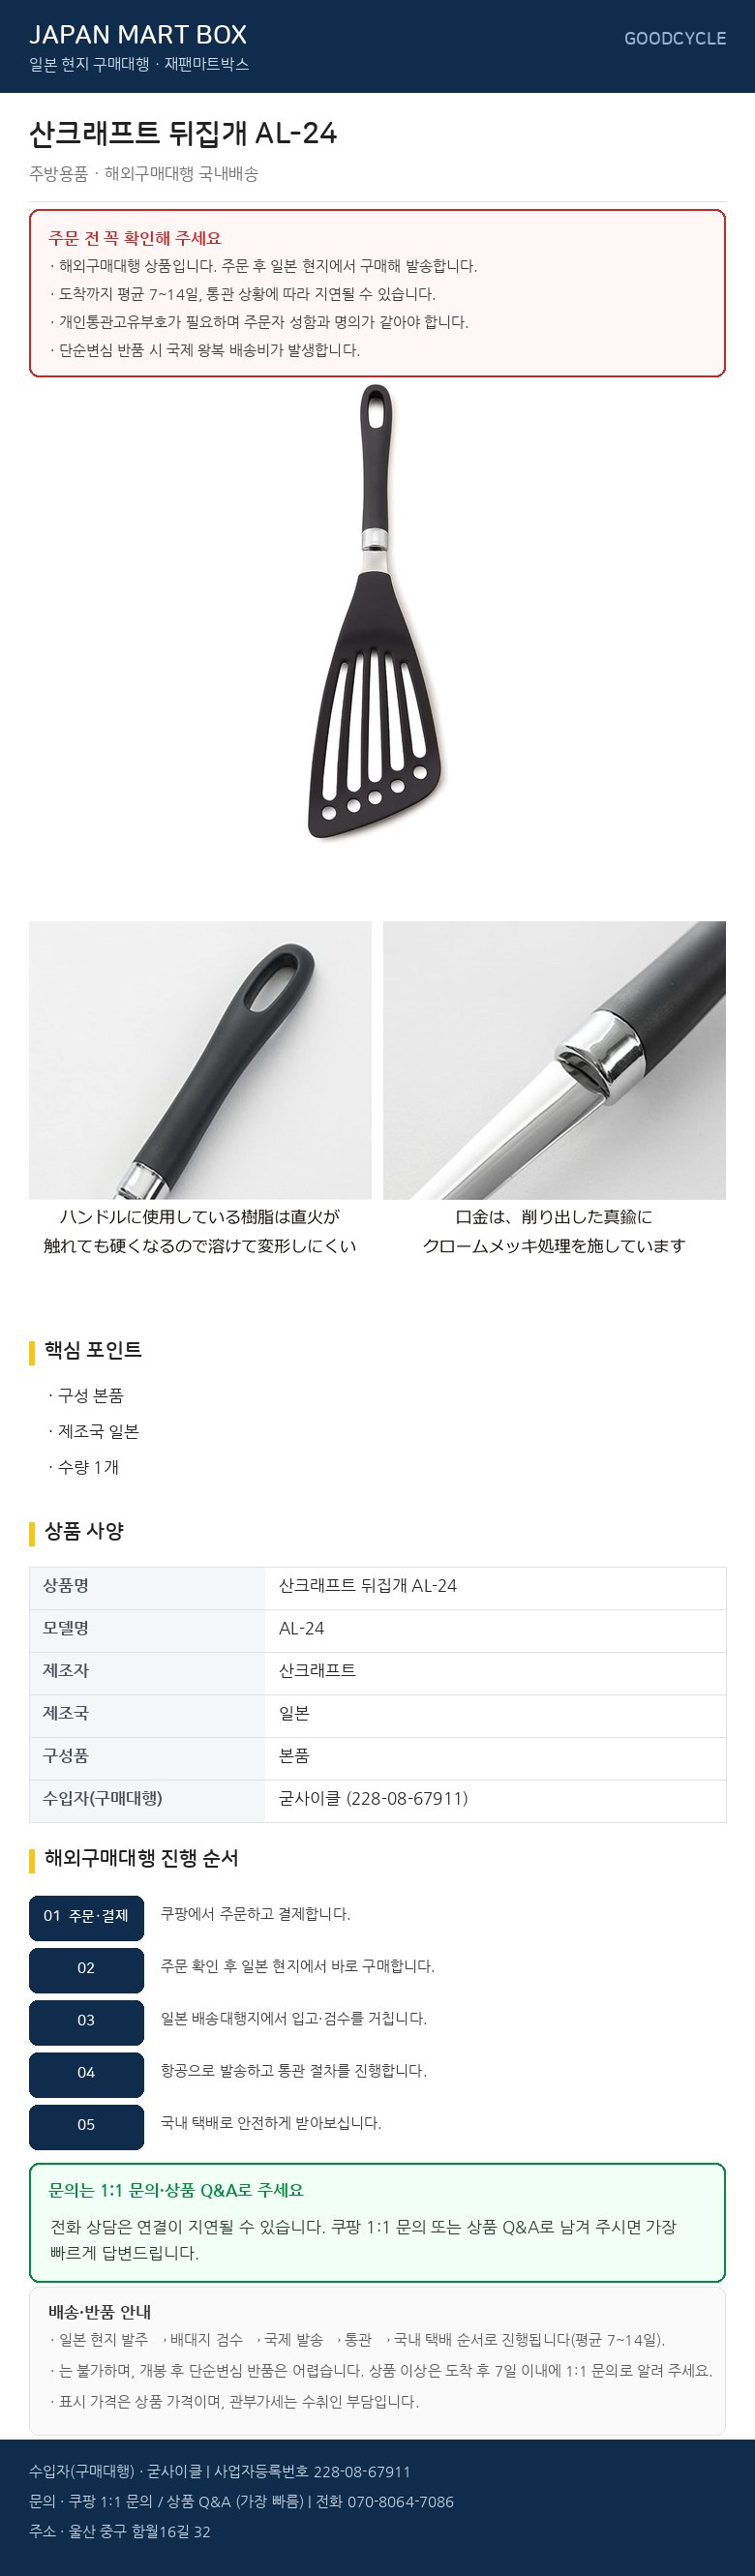 JAPAN MART BOX
GOODCYCLE
일본 현지 구매대행 · 재팬마트박스
산크래프트 뒤집개 AL-24
주방용품 · 해외구매대행 국내배송
주문 전 꼭 확인해 주세요
· 해외구매대행 상품입니다. 주문 후 일본 현지에서 구매해 발송합니다.
· 도착까지 평균 7~14일, 통관 상황에 따라 지연될 수 있습니다.
· 개인통관고유부호가 필요하며 주문자 성함과 명의가 같아야 합니다.
· 단순변심 반품 시 국제 왕복 배송비가 발생합니다.
ハンドルに使用している樹脂は直火が
触れても硬くなるので溶けて変形しにくい
口金は、削り出した真鍮に
クロームメッキ処理を施しています
핵심 포인트
· 구성 본품
· 제조국 일본
· 수량 1개
상품 사양
상품명 산크래프트 뒤집개 AL-24
모델명 AL-24
제조자 산크래프트
제조국 일본
구성품 본품
수입자(구매대행) 굳사이클 (228-08-67911)
해외구매대행 진행 순서
01 주문·결제 쿠팡에서 주문하고 결제합니다.
02 주문 확인 후 일본 현지에서 바로 구매합니다.
03 일본 배송대행지에서 입고·검수를 거칩니다.
04 항공으로 발송하고 통관 절차를 진행합니다.
05 국내 택배로 안전하게 받아보십니다.
문의는 1:1 문의·상품 Q&A로 주세요
전화 상담은 연결이 지연될 수 있습니다. 쿠팡 1:1 문의 또는 상품 Q&A로 남겨 주시면 가장
빠르게 답변드립니다.
배송·반품 안내
· 일본 현지 발주 › 배대지 검수 › 국제 발송 › 통관 › 국내 택배 순서로 진행됩니다(평균 7~14일).
· 는 불가하며, 개봉 후 단순변심 반품은 어렵습니다. 상품 이상은 도착 후 7일 이내에 1:1 문의로 알려 주세요.
· 표시 가격은 상품 가격이며, 관부가세는 수취인 부담입니다.
수입자(구매대행) · 굳사이클 | 사업자등록번호 228-08-67911
문의 · 쿠팡 1:1 문의 / 상품 Q&A (가장 빠름) | 전화 070-8064-7086
주소 · 울산 중구 함월16길 32